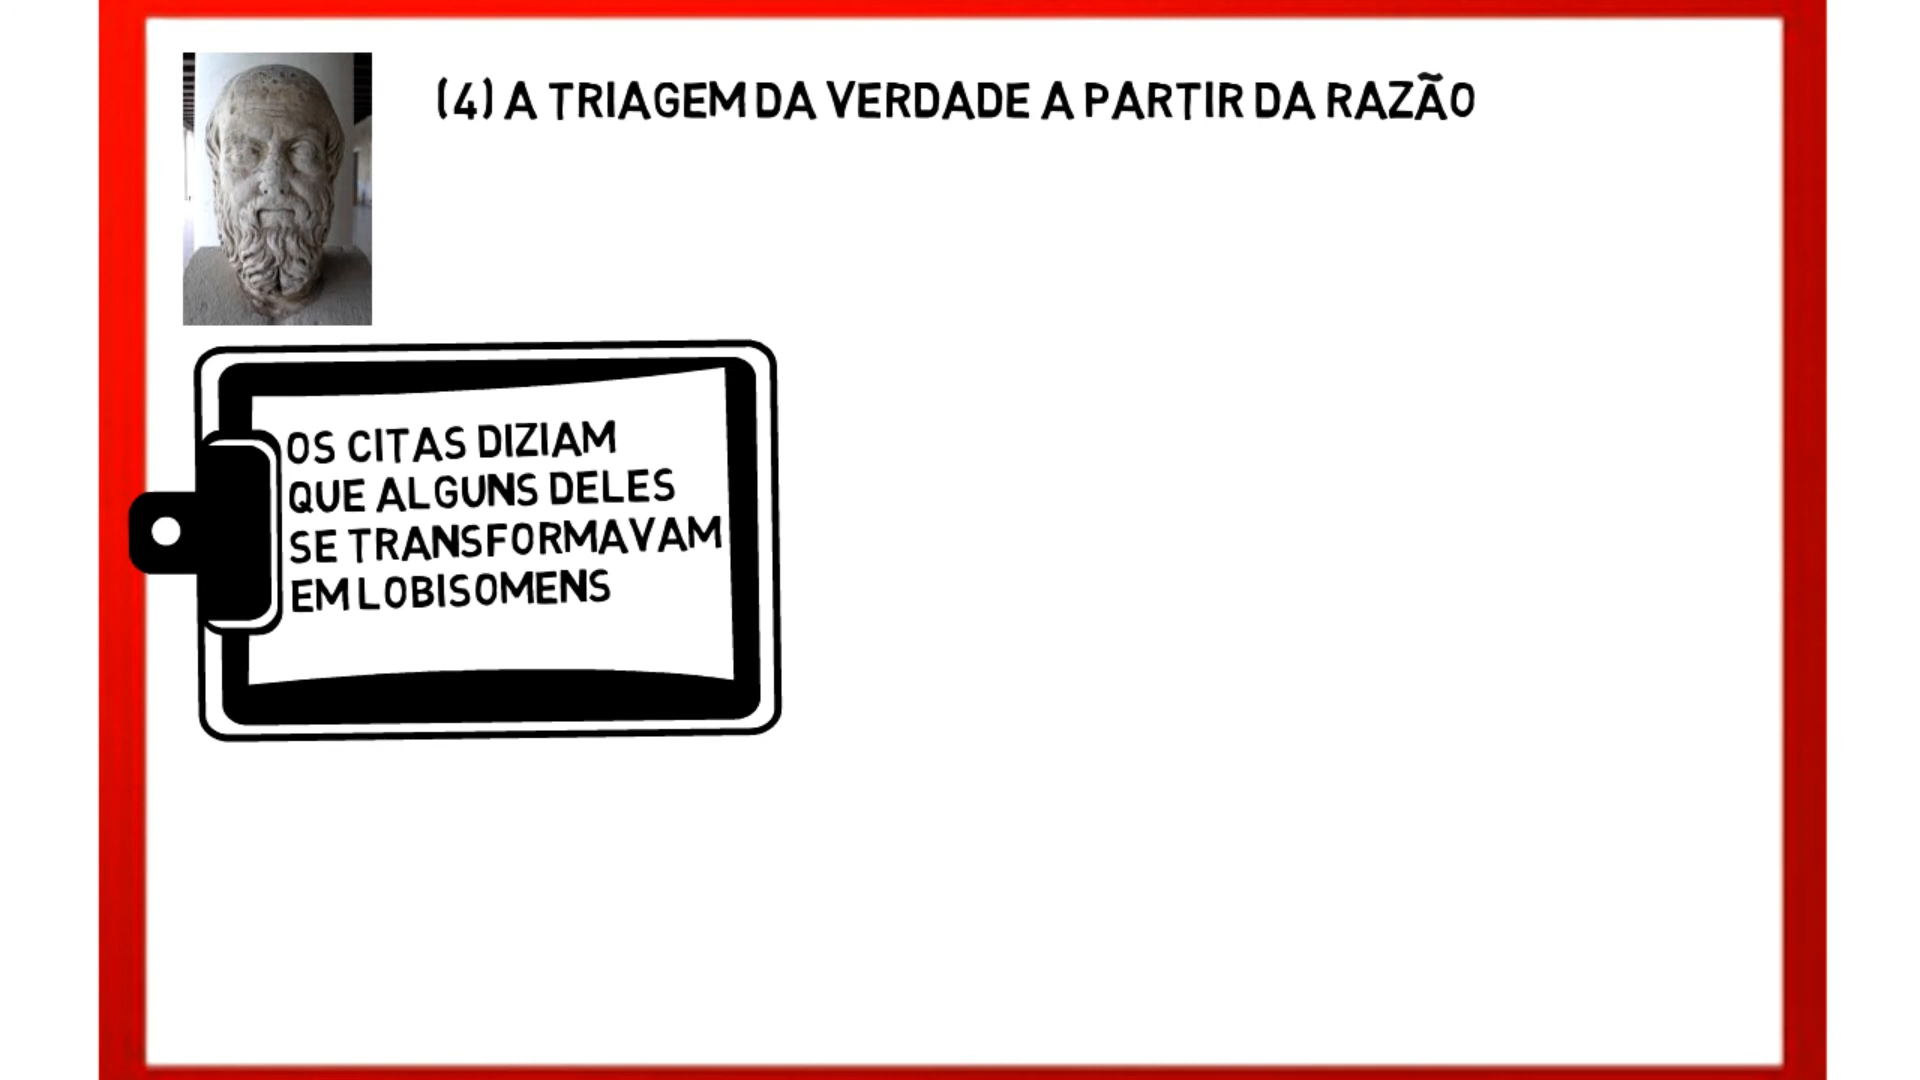 (4) A TRIAGEM DA VERDADE A PARTIR DA RAZÃO
OS CITAS DIZIAM
QUE ALGUNS DELES
SE TRANSFORMAVAM
EM LOBISOMENS